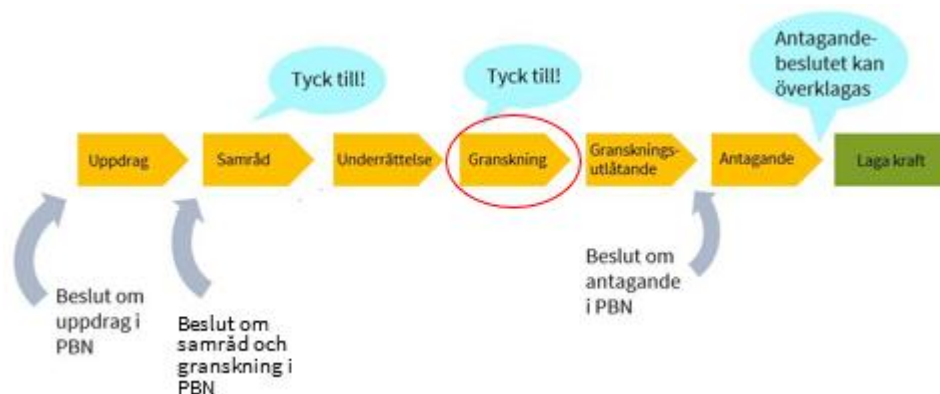 Tyck till!
Tyck till!
Antagande-
beslutet kan
överklagas
Uppdrag
Samråd
Underrättelse
Granskning
Gransknings-
utlåtande
Antagande
Laga kraft
Beslut om
uppdrag i
PBN
Beslut om
samråd och
granskning i
PBN
Beslut om
antagande
i PBN